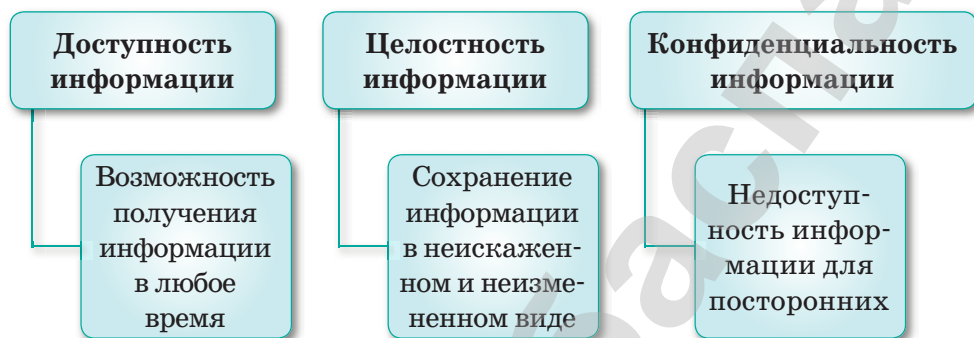 Доступность
информации
Целостность
информации
Конфиденциальность
информации
Возможность
получения
информации
в любое
время
Сохранение
информации
в неискажен-
ном и неизме-
ненном виде
Недоступ-
ность инфор-
мации для
посторонних